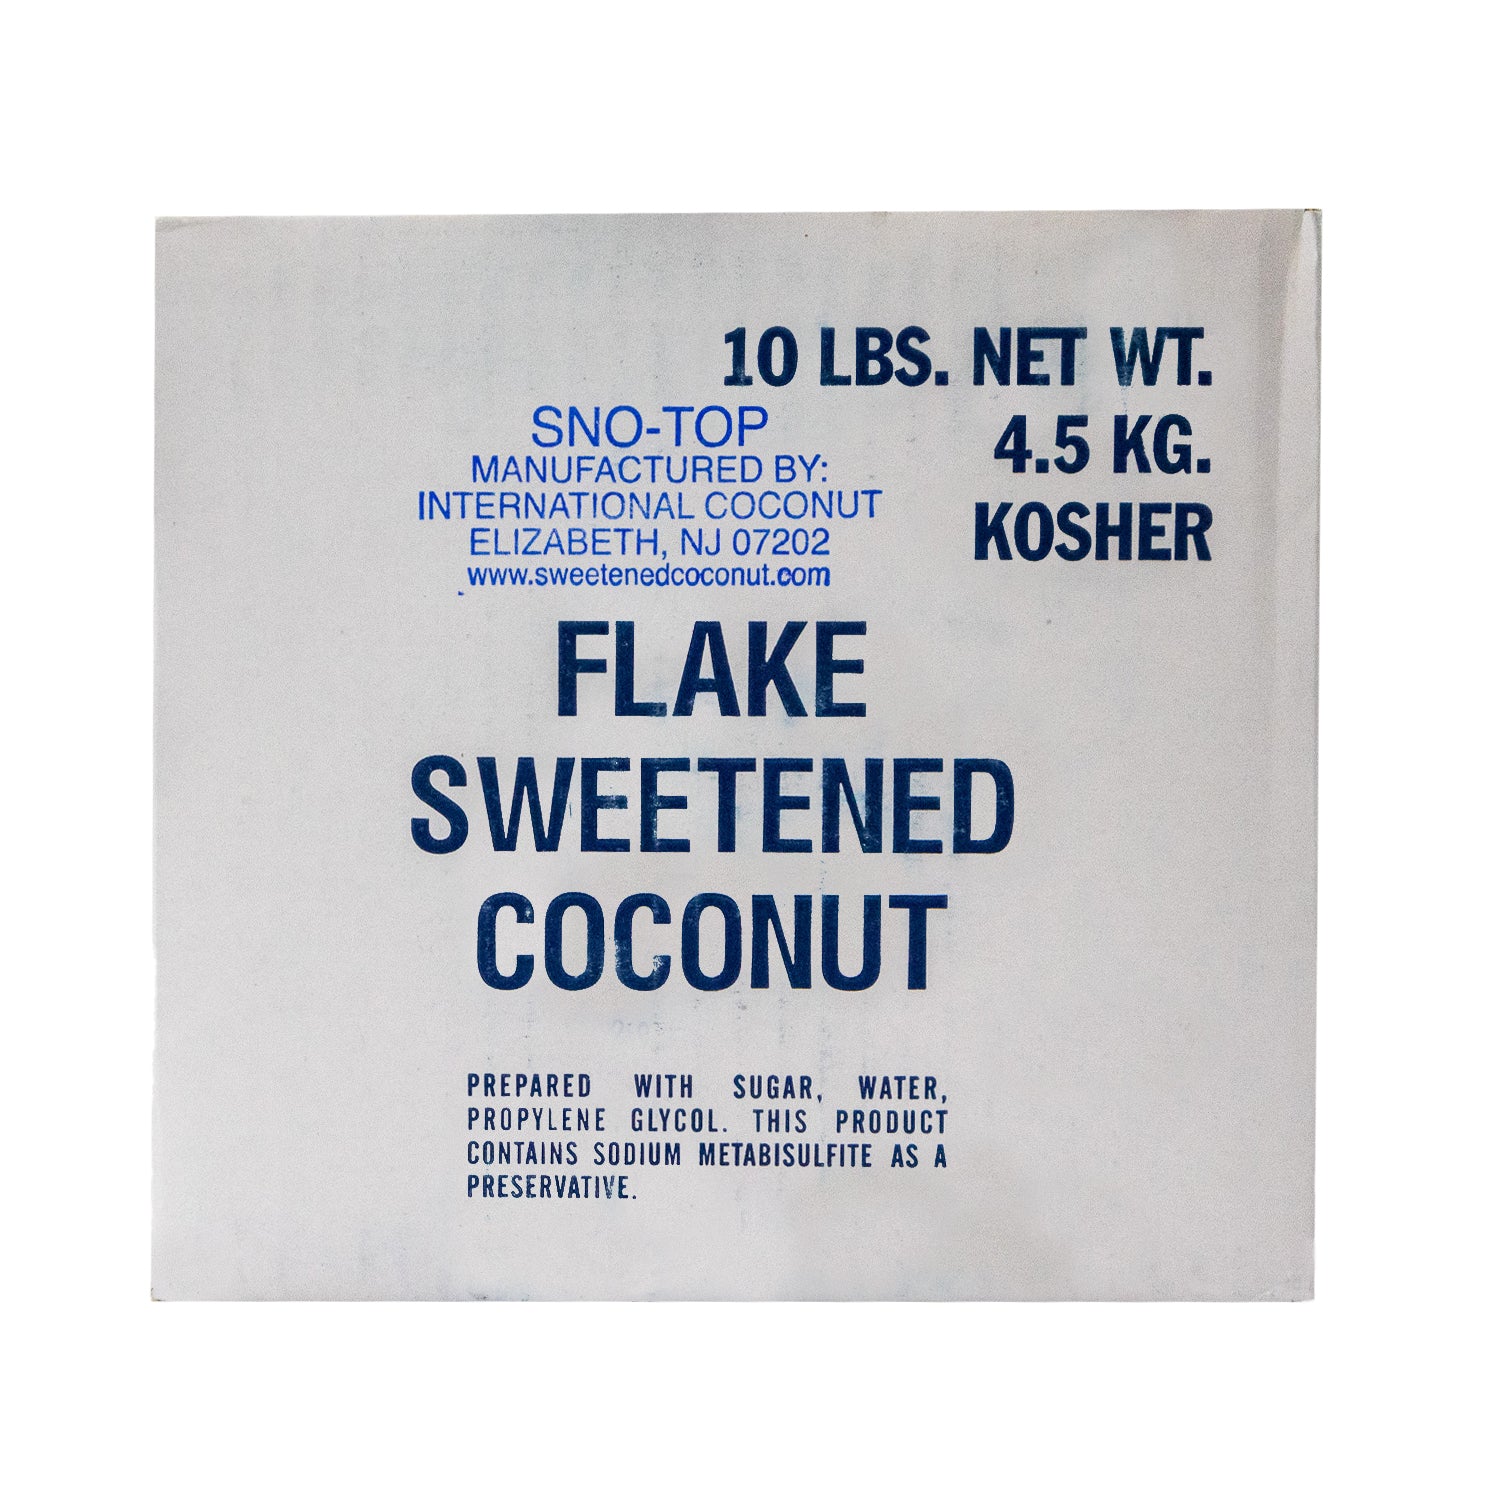 10 LBS. NET WT.
4.5 KG.
KOSHER
SNO-TOP
MANUFACTURED BY:
INTERNATIONAL COCONUT
ELIZABETH, NJ 07202
www.sweetenedcoconut.com
FLAKE
SWEETENED
COCONUT
PREPARED WITH SUGAR, WATER,
PROPYLENE GLYCOL. THIS PRODUCT
CONTAINS SODIUM METABISULFITE AS A
PRESERVATIVE.